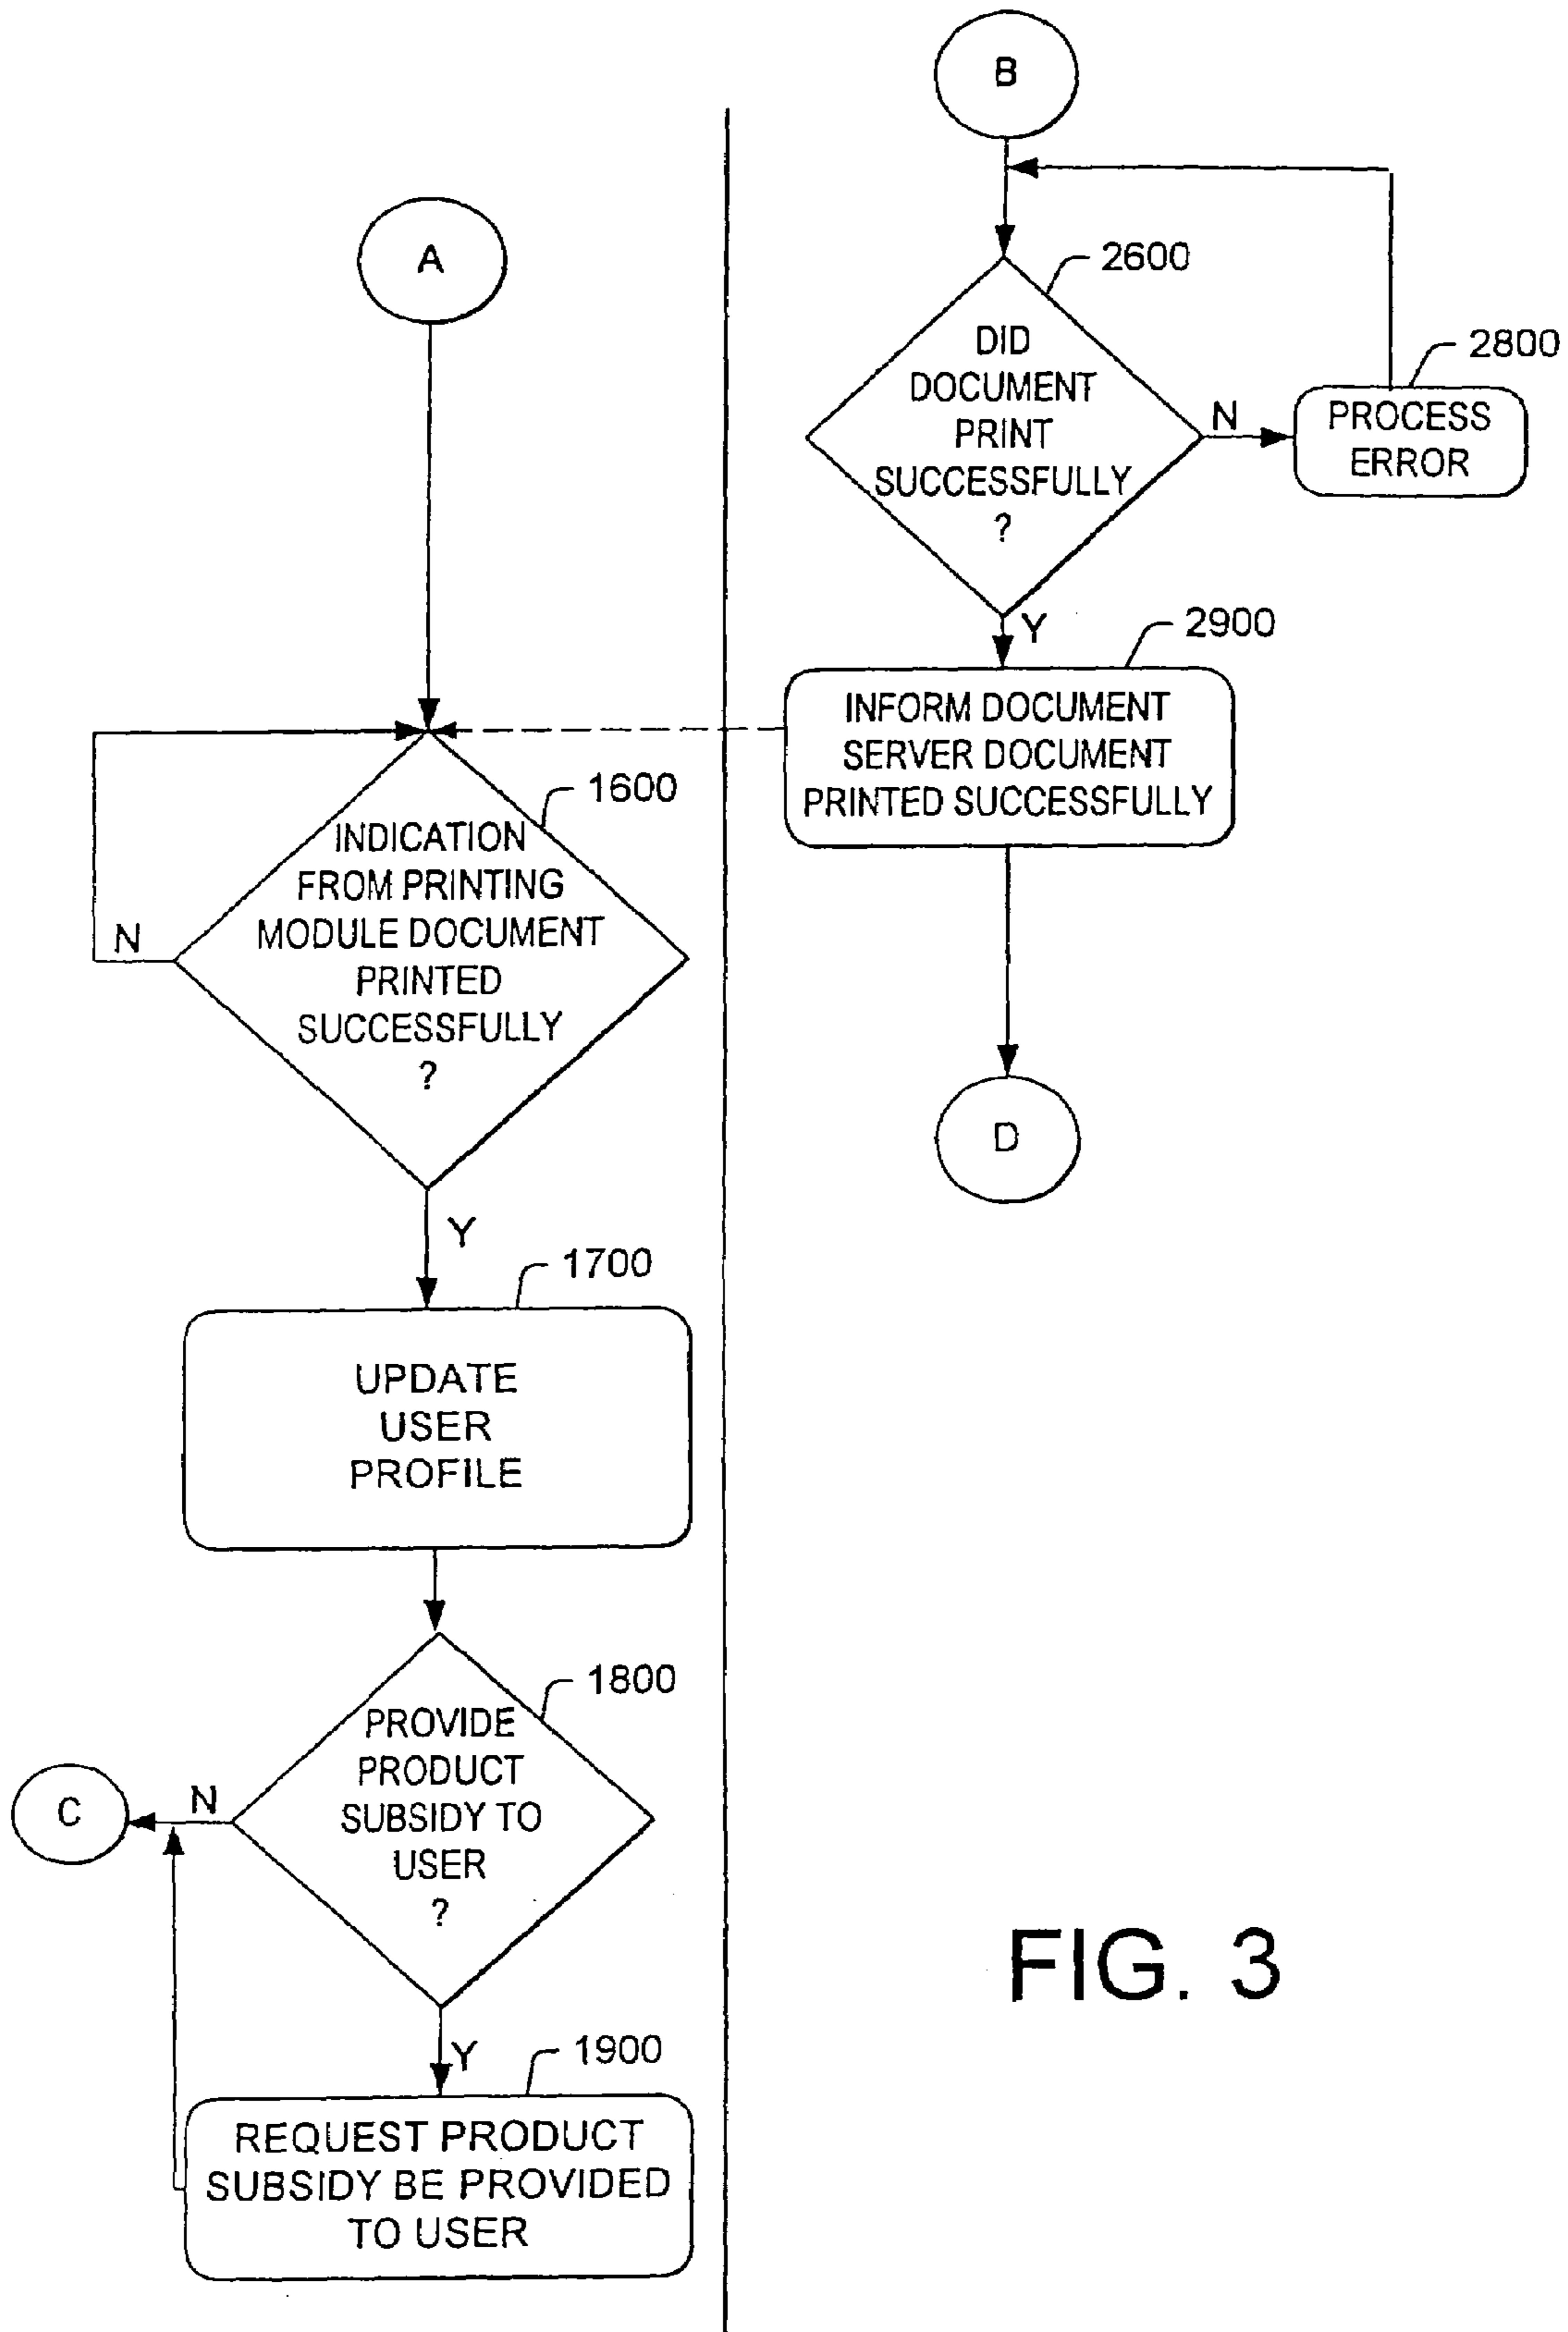 A
1600
INDICATION
FROM PRINTING
MODULE DOCUMENT
PRINTED
SUCCESSFULLY
?
N
Y
1700
UPDATE
USER
PROFILE
1800
PROVIDE
PRODUCT
SUBSIDY TO
USER
?
N
C
Y
1900
REQUEST PRODUCT
SUBSIDY BE PROVIDED
TO USER
B
2600
DID
DOCUMENT
PRINT
SUCCESSFULLY
?
N
2800
PROCESS
ERROR
Y
2900
INFORM DOCUMENT
SERVER DOCUMENT
PRINTED SUCCESSFULLY
D
FIG. 3